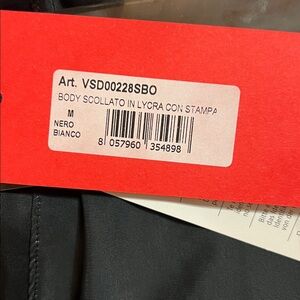 Art. VSD00228SBO
BODY SCOLLATO IN LYCRA CON STAMPA
M
NERO
BIANCO
8 057960 354898